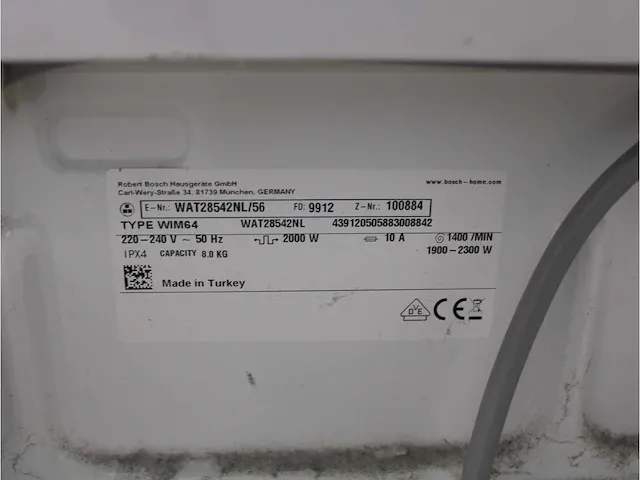 Robert Bosch Hausgeräte GmbH
Carl-Wery-Straße 34, 81739 München, GERMANY
www.bosch-home.com
E-Nr.: WAT28542NL/56 FD: 9912 Z-Nr.: 100884
TYPE WIM64 WAT28542NL 439120505883008842
220-240 V ~ 50 Hz 2000 W 10 A 1400 /MIN
IPX4 CAPACITY 8.0 KG 1900-2300 W
Made in Turkey
DVE CE